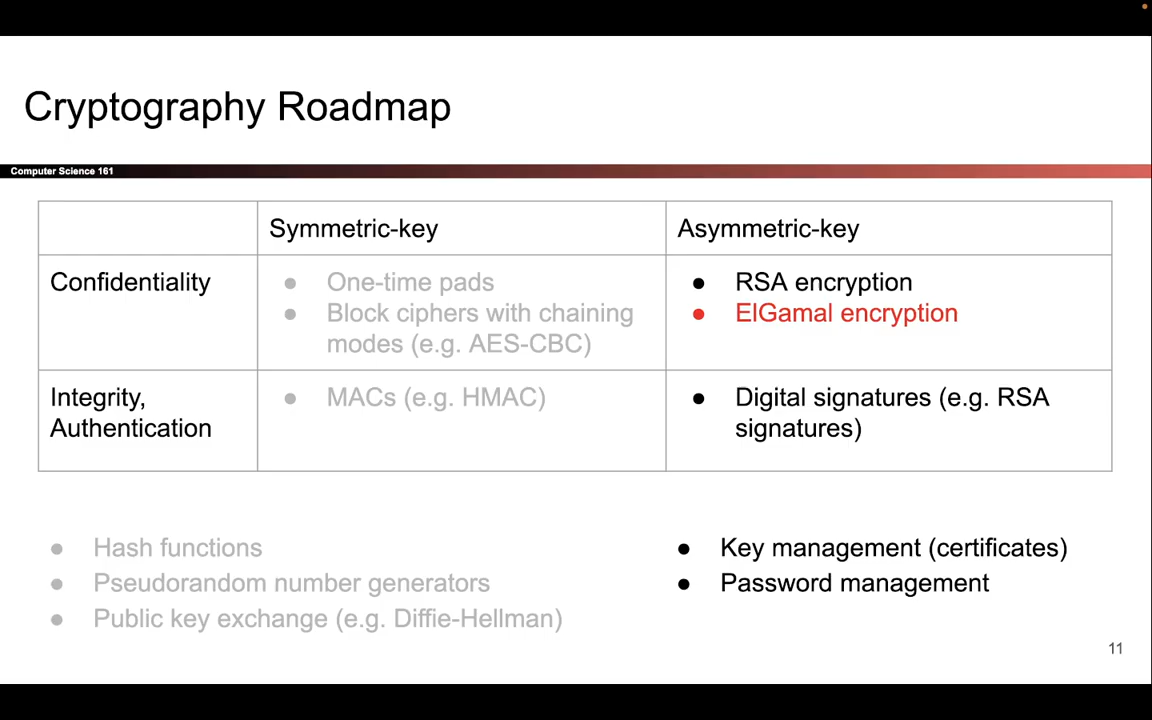 Cryptography Roadmap
Computer Science 161
Symmetric-key
Asymmetric-key
Confidentiality
● One-time pads
● Block ciphers with chaining
modes (e.g. AES-CBC)
● RSA encryption
● ElGamal encryption
Integrity,
Authentication
● MACs (e.g. HMAC)
● Digital signatures (e.g. RSA
signatures)
● Hash functions
● Pseudorandom number generators
● Public key exchange (e.g. Diffie-Hellman)
● Key management (certificates)
● Password management
11